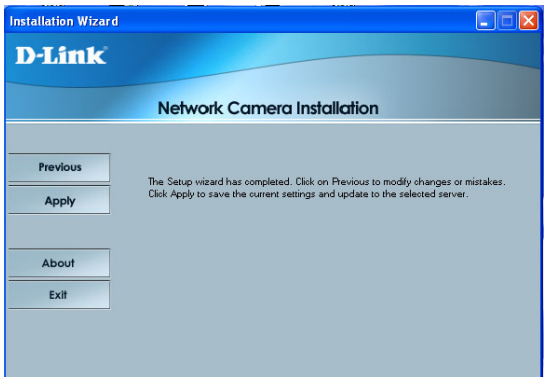 Installation Wizard
D-Link
Network Camera Installation
Previous
The Setup wizard has completed. Click on Previous to modify changes or mistakes.
Click Apply to save the current settings and update to the selected server.
Apply
About
Exit